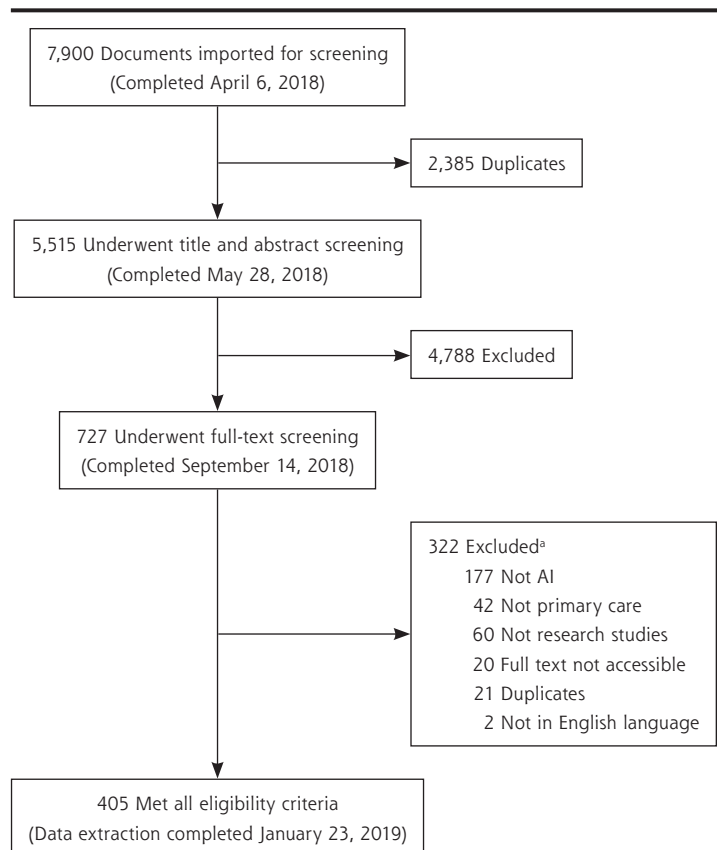 7,900 Documents imported for screening
(Completed April 6, 2018)
2,385 Duplicates
5,515 Underwent title and abstract screening
(Completed May 28, 2018)
4,788 Excluded
727 Underwent full-text screening
(Completed September 14, 2018)
322 Excludedᵃ
177 Not AI
42 Not primary care
60 Not research studies
20 Full text not accessible
21 Duplicates
2 Not in English language
405 Met all eligibility criteria
(Data extraction completed January 23, 2019)